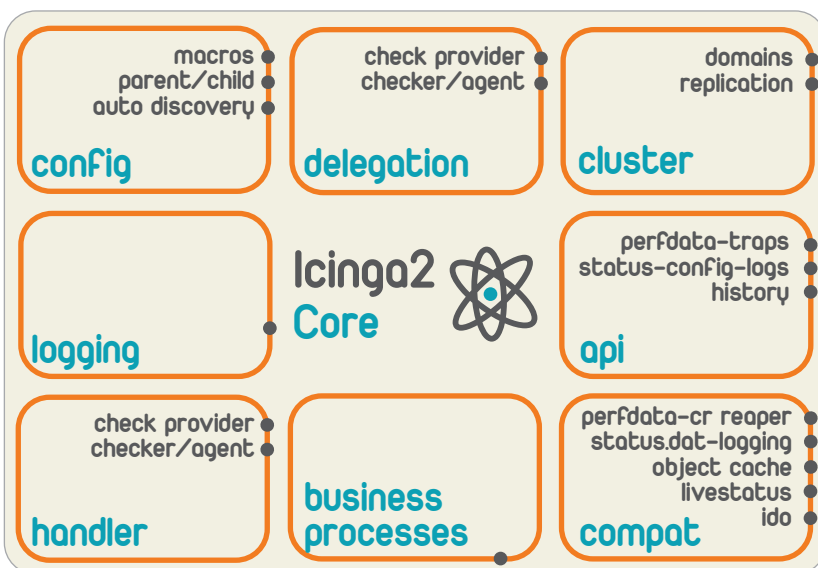 macros
parent/child
auto discovery
config
check provider
checker/agent
delegation
domains
replication
cluster
logging
Icinga2
Core
perfdata-traps
status-config-logs
history
api
check provider
checker/agent
handler
business
processes
perfdata-cr reaper
status.dat-logging
object cache
livestatus
ido
compat